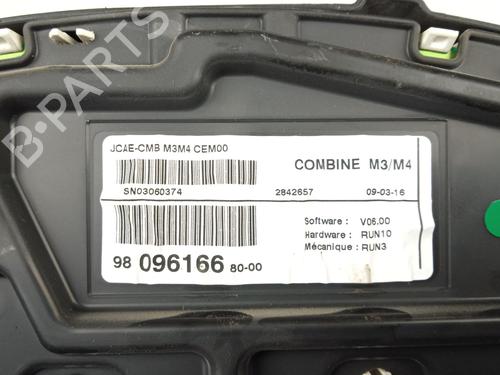 B-PARTS
JCAE-CMB M3M4 CEM00
COMBINE M3/M4
SN03060374 2842657 09-03-16
Software : V06.00
Hardware : RUN10
Mécanique : RUN3
98 096166 80-00